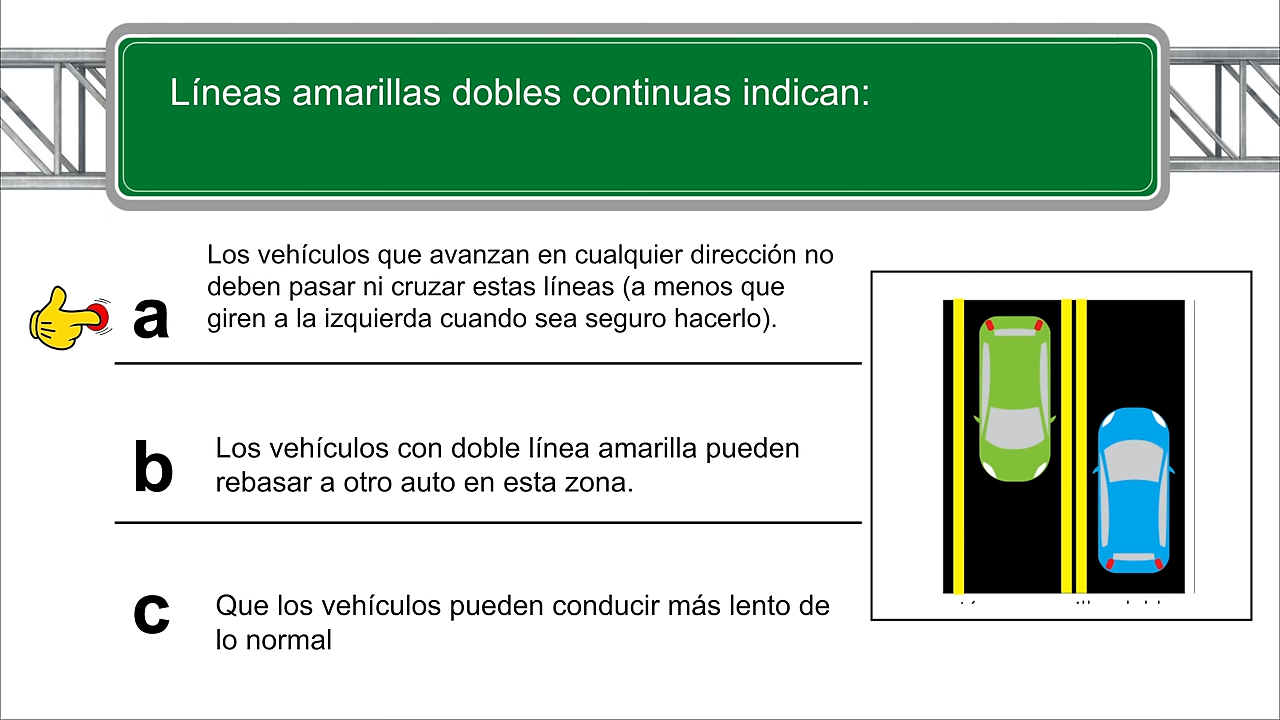 Líneas amarillas dobles continuas indican:
a
Los vehículos que avanzan en cualquier dirección no
deben pasar ni cruzar estas líneas (a menos que
giren a la izquierda cuando sea seguro hacerlo).
b
Los vehículos con doble línea amarilla pueden
rebasar a otro auto en esta zona.
c
Que los vehículos pueden conducir más lento de
lo normal